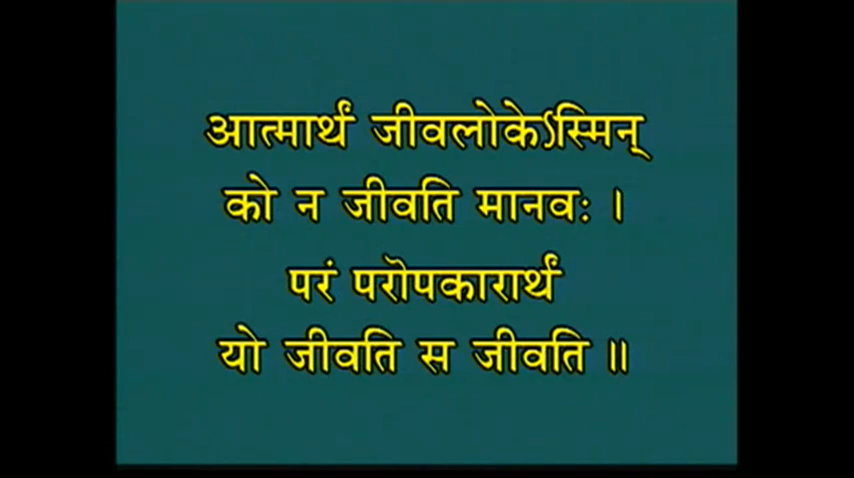 आत्मार्थं जीवलोकेऽस्मिन्
को न जीवति मानवः ।
परं परोपकारार्थं
यो जीवति स जीवति ॥